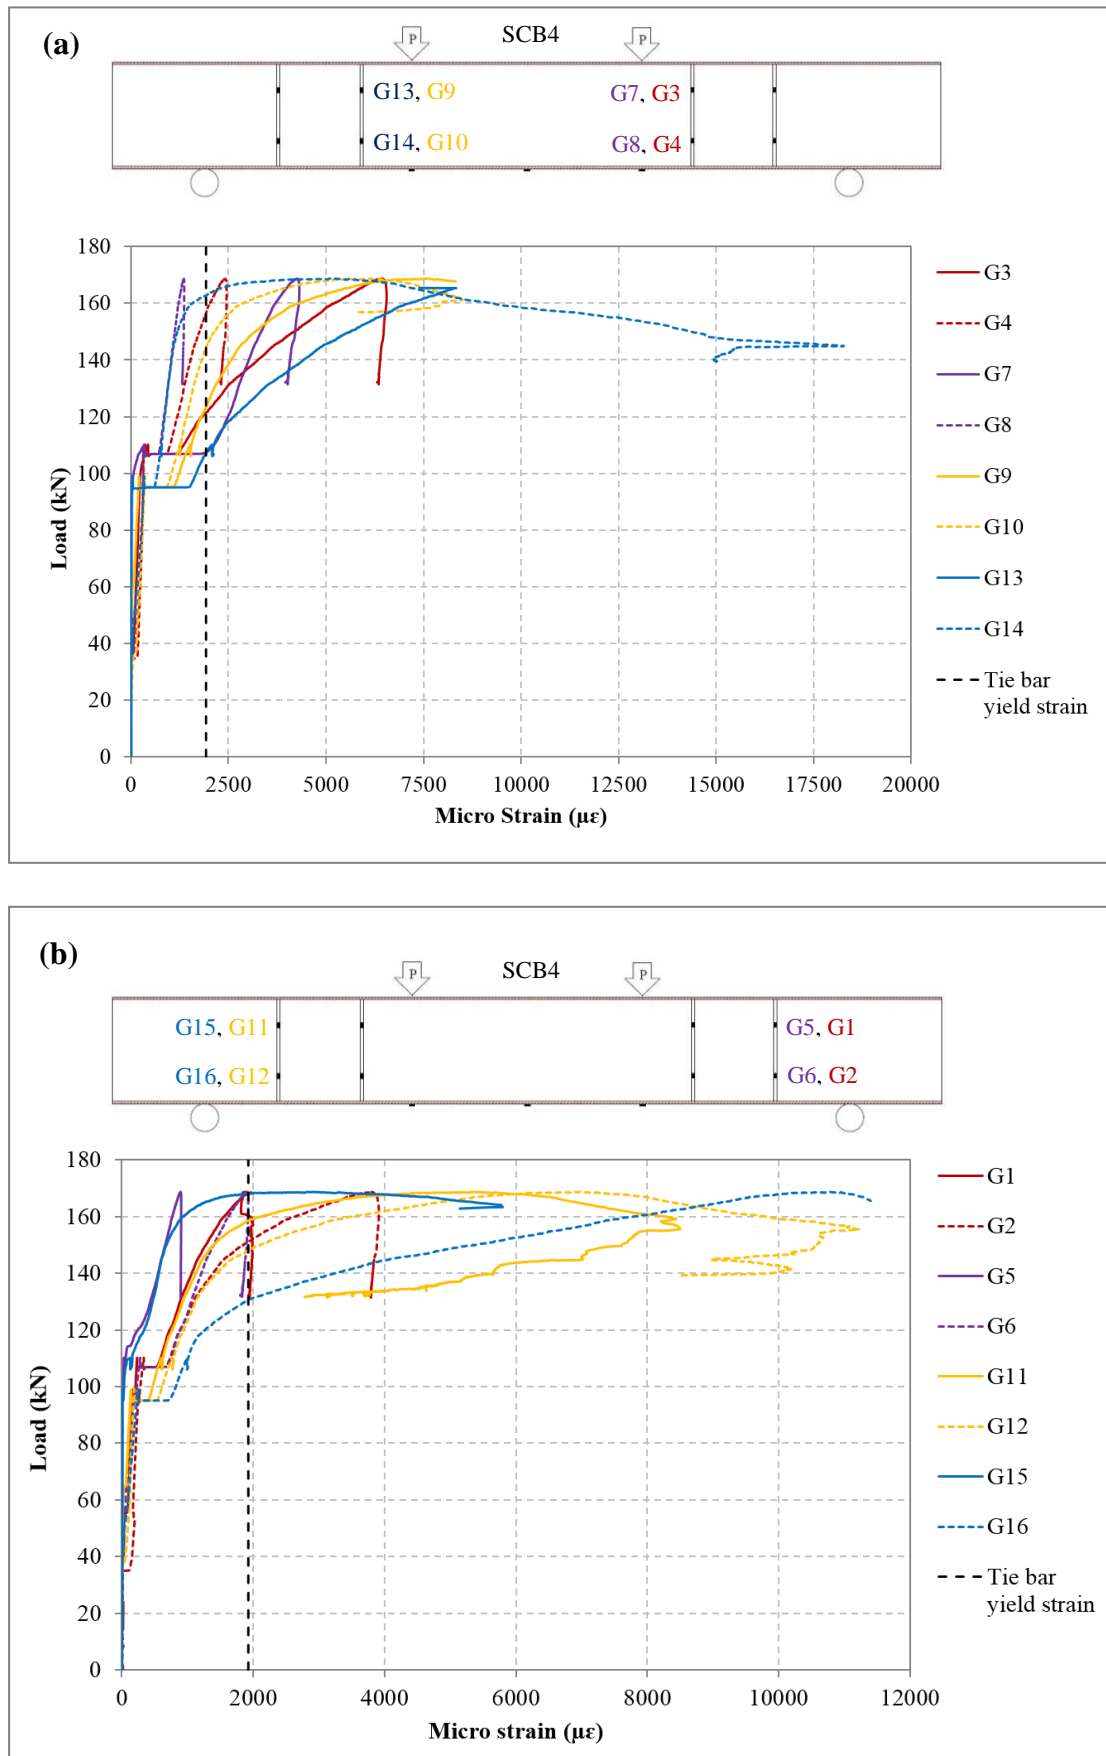 (a)
P
SCB4
P
G13, G9
G7, G3
G14, G10
G8, G4
180
160
140
120
100
80
60
40
20
0
Load (kN)
0
2500
5000
7500
10000
12500
15000
17500
20000
Micro Strain (με)
G3
G4
G7
G8
G9
G10
G13
G14
Tie bar
yield strain
(b)
P
SCB4
P
G15, G11
G5, G1
G16, G12
G6, G2
180
160
140
120
100
80
60
40
20
0
Load (kN)
0
2000
4000
6000
8000
10000
12000
Micro strain (με)
G1
G2
G5
G6
G11
G12
G15
G16
Tie bar
yield strain